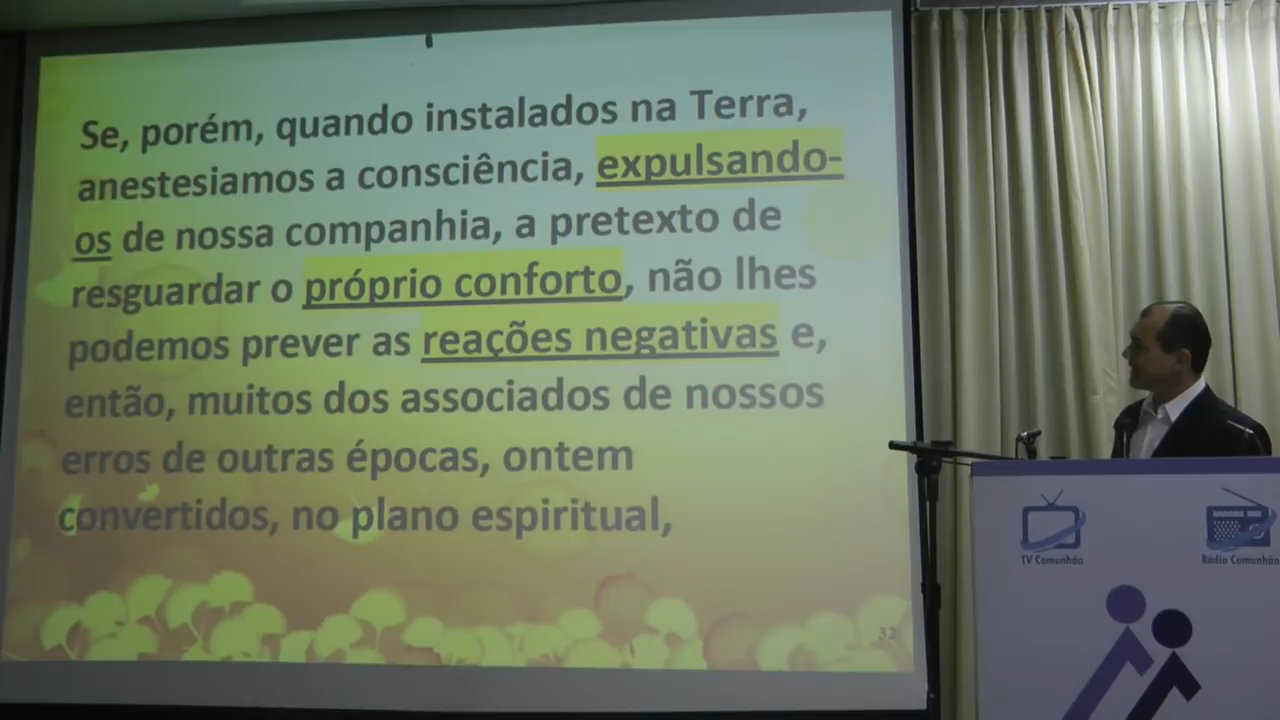 Se, porém, quando instalados na Terra,
anestesiamos a consciência, expulsando-
os de nossa companhia, a pretexto de
resguardar o próprio conforto, não lhes
podemos prever as reações negativas e,
então, muitos dos associados de nossos
erros de outras épocas, ontem
convertidos, no plano espiritual,
32
TV Comunhão
Rádio Comunhão